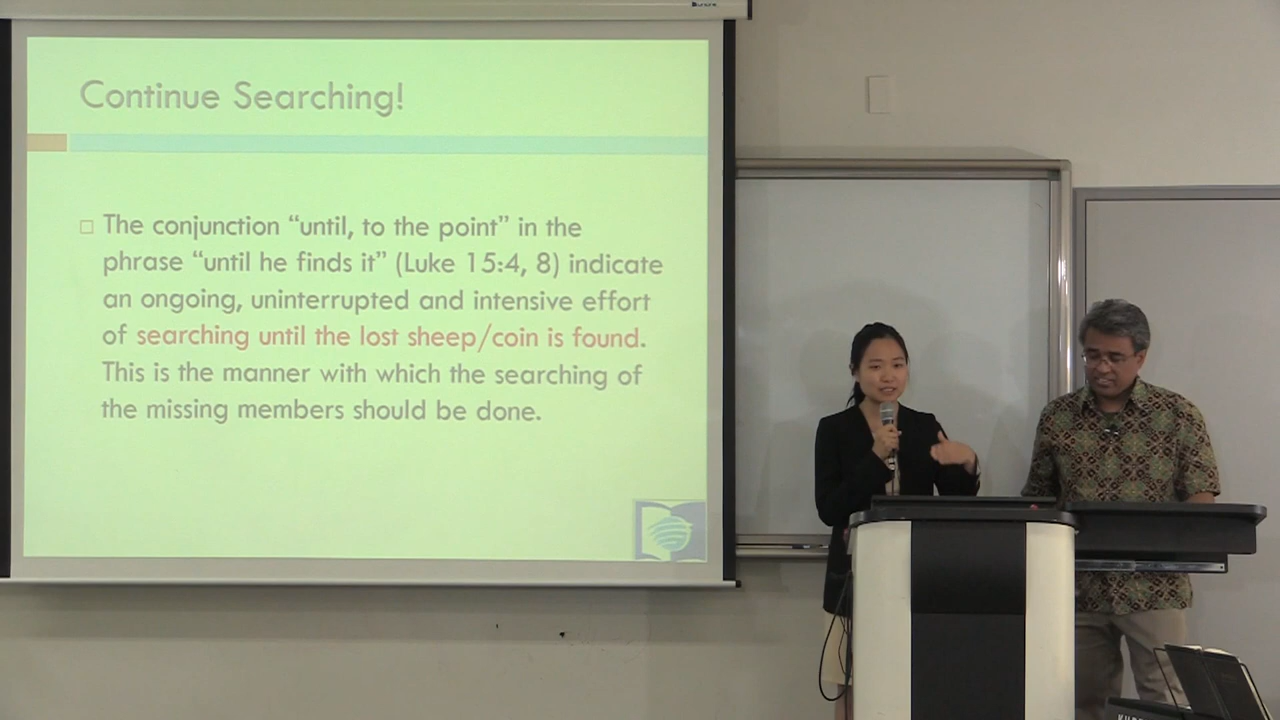 Continue Searching!
The conjunction “until, to the point” in the
phrase “until he finds it” (Luke 15:4, 8) indicate
an ongoing, uninterrupted and intensive effort
of searching until the lost sheep/coin is found.
This is the manner with which the searching of
the missing members should be done.